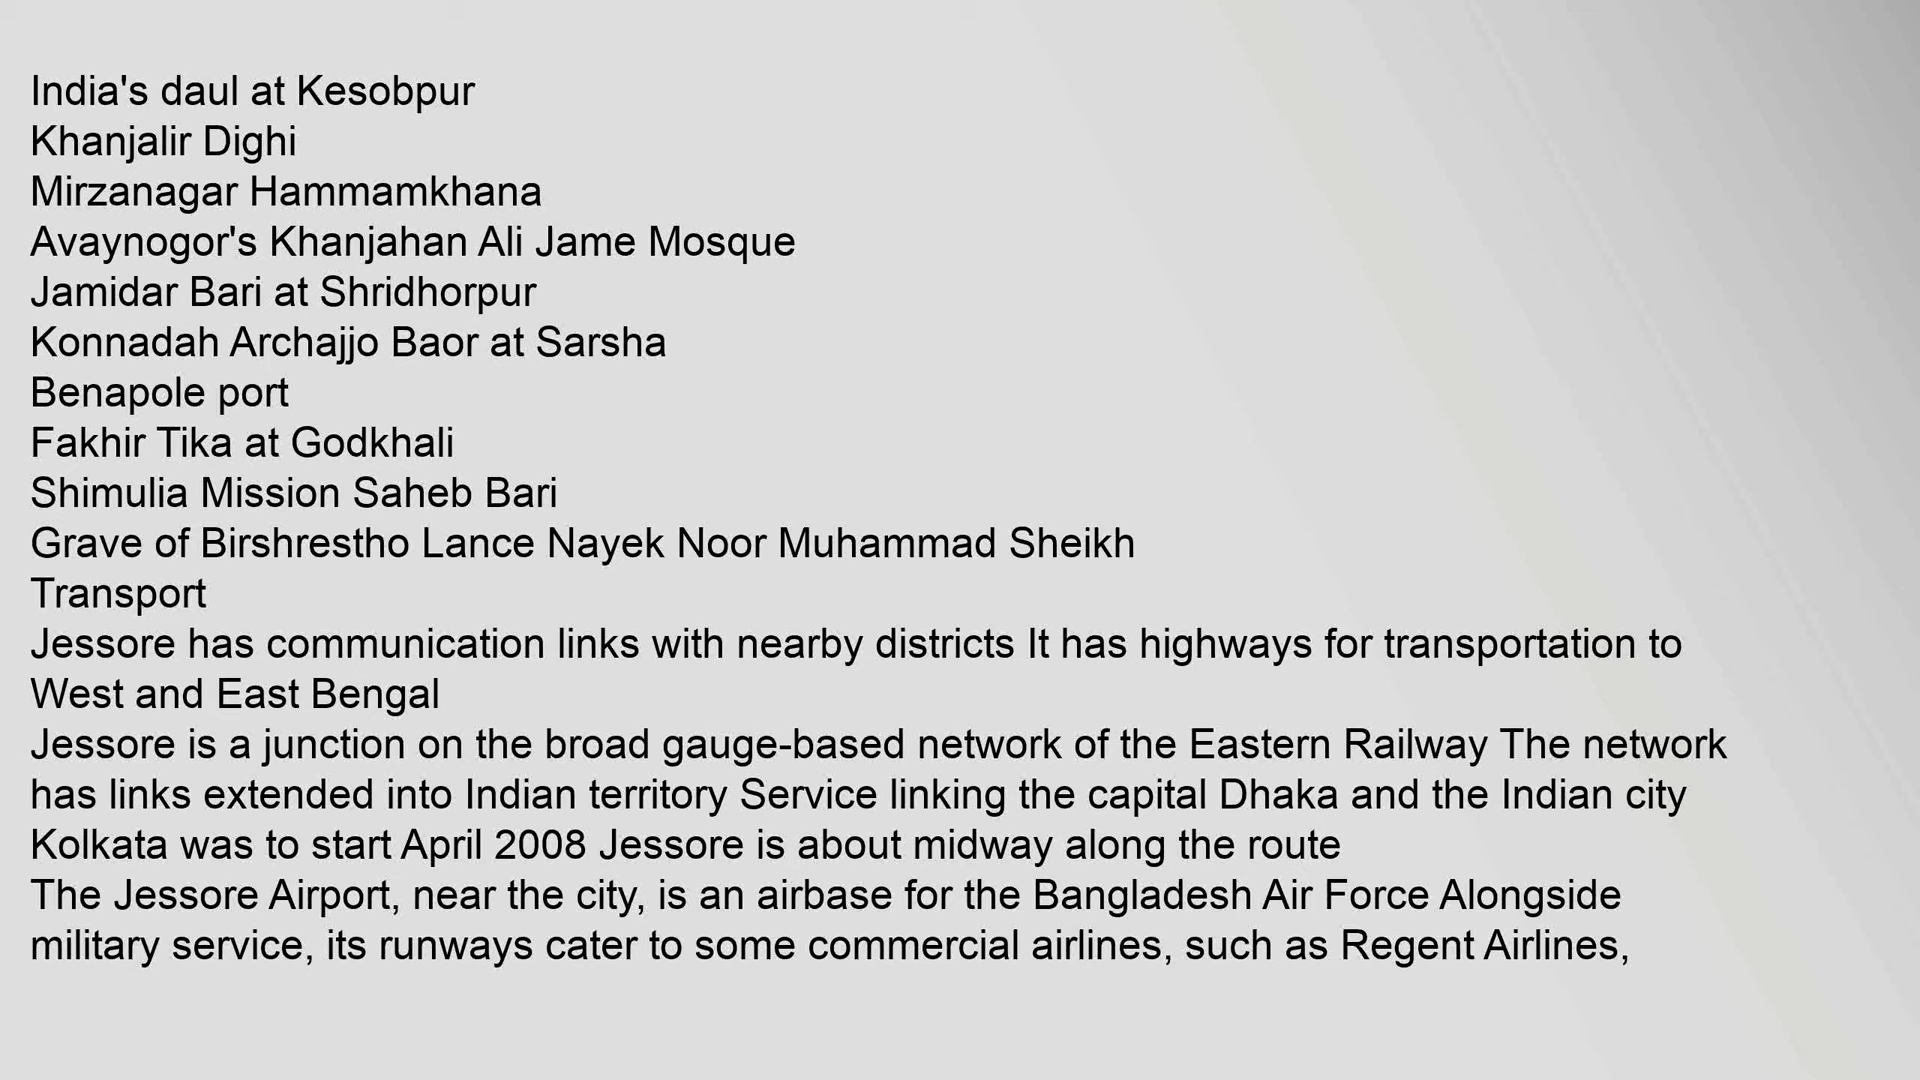 India's daul at Kesobpur
Khanjalir Dighi
Mirzanagar Hammamkhana
Avaynogor's Khanjahan Ali Jame Mosque
Jamidar Bari at Shridhorpur
Konnadah Archajjo Baor at Sarsha
Benapole port
Fakhir Tika at Godkhali
Shimulia Mission Saheb Bari
Grave of Birshrestho Lance Nayek Noor Muhammad Sheikh
Transport
Jessore has communication links with nearby districts It has highways for transportation to
West and East Bengal
Jessore is a junction on the broad gauge-based network of the Eastern Railway The network
has links extended into Indian territory Service linking the capital Dhaka and the Indian city
Kolkata was to start April 2008 Jessore is about midway along the route
The Jessore Airport, near the city, is an airbase for the Bangladesh Air Force Alongside
military service, its runways cater to some commercial airlines, such as Regent Airlines,